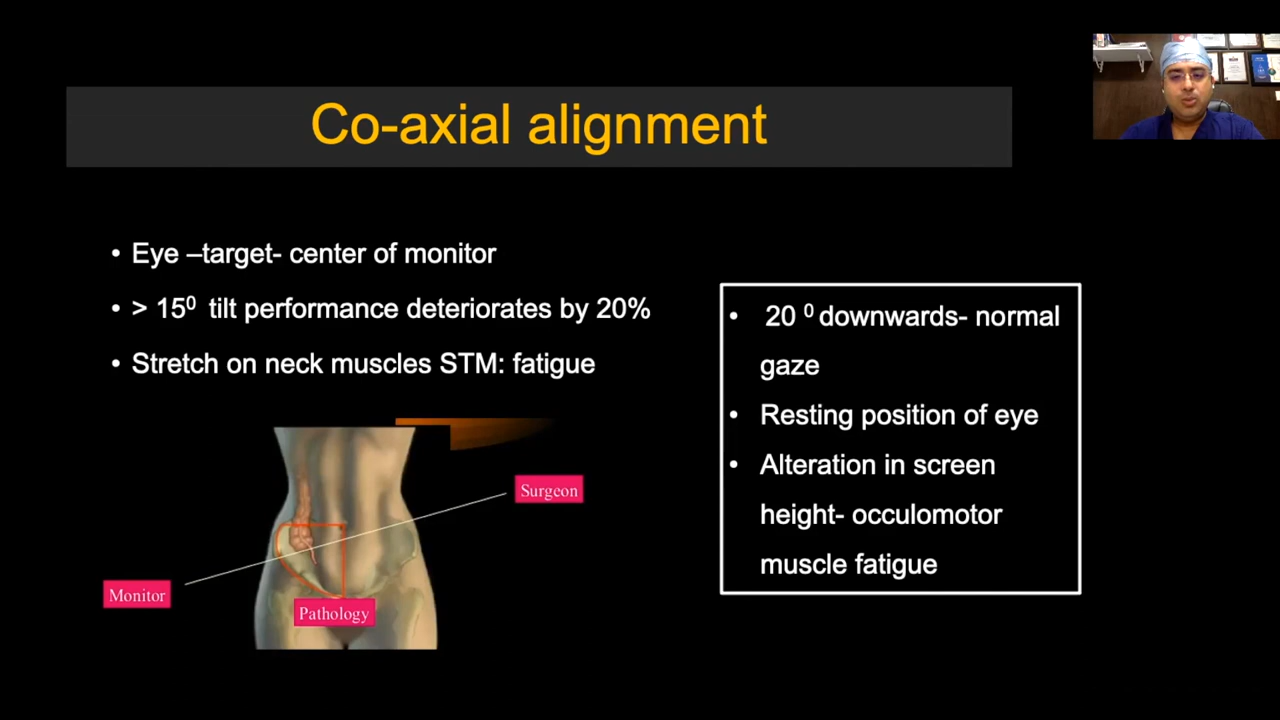 Co-axial alignment
• Eye –target- center of monitor
• > 15⁰ tilt performance deteriorates by 20%
• Stretch on neck muscles STM: fatigue
• 20 ⁰ downwards- normal
gaze
• Resting position of eye
• Alteration in screen
height- occulomotor
muscle fatigue
Surgeon
Monitor
Pathology